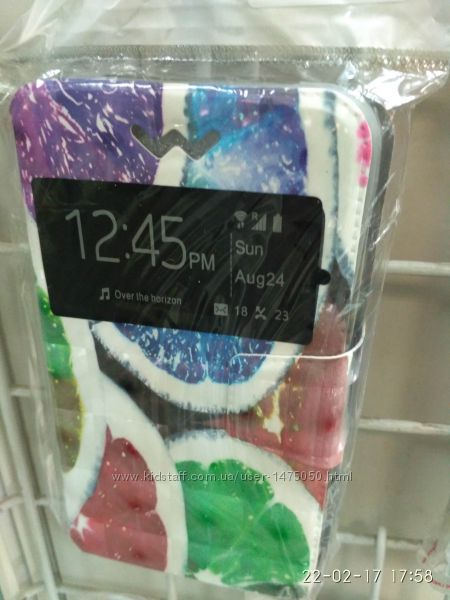 12:45PM
Sun
Aug24
Over the horizon
18 23
www.kidstaff.com.ua/user-1475050.html
22-02-17 17:58